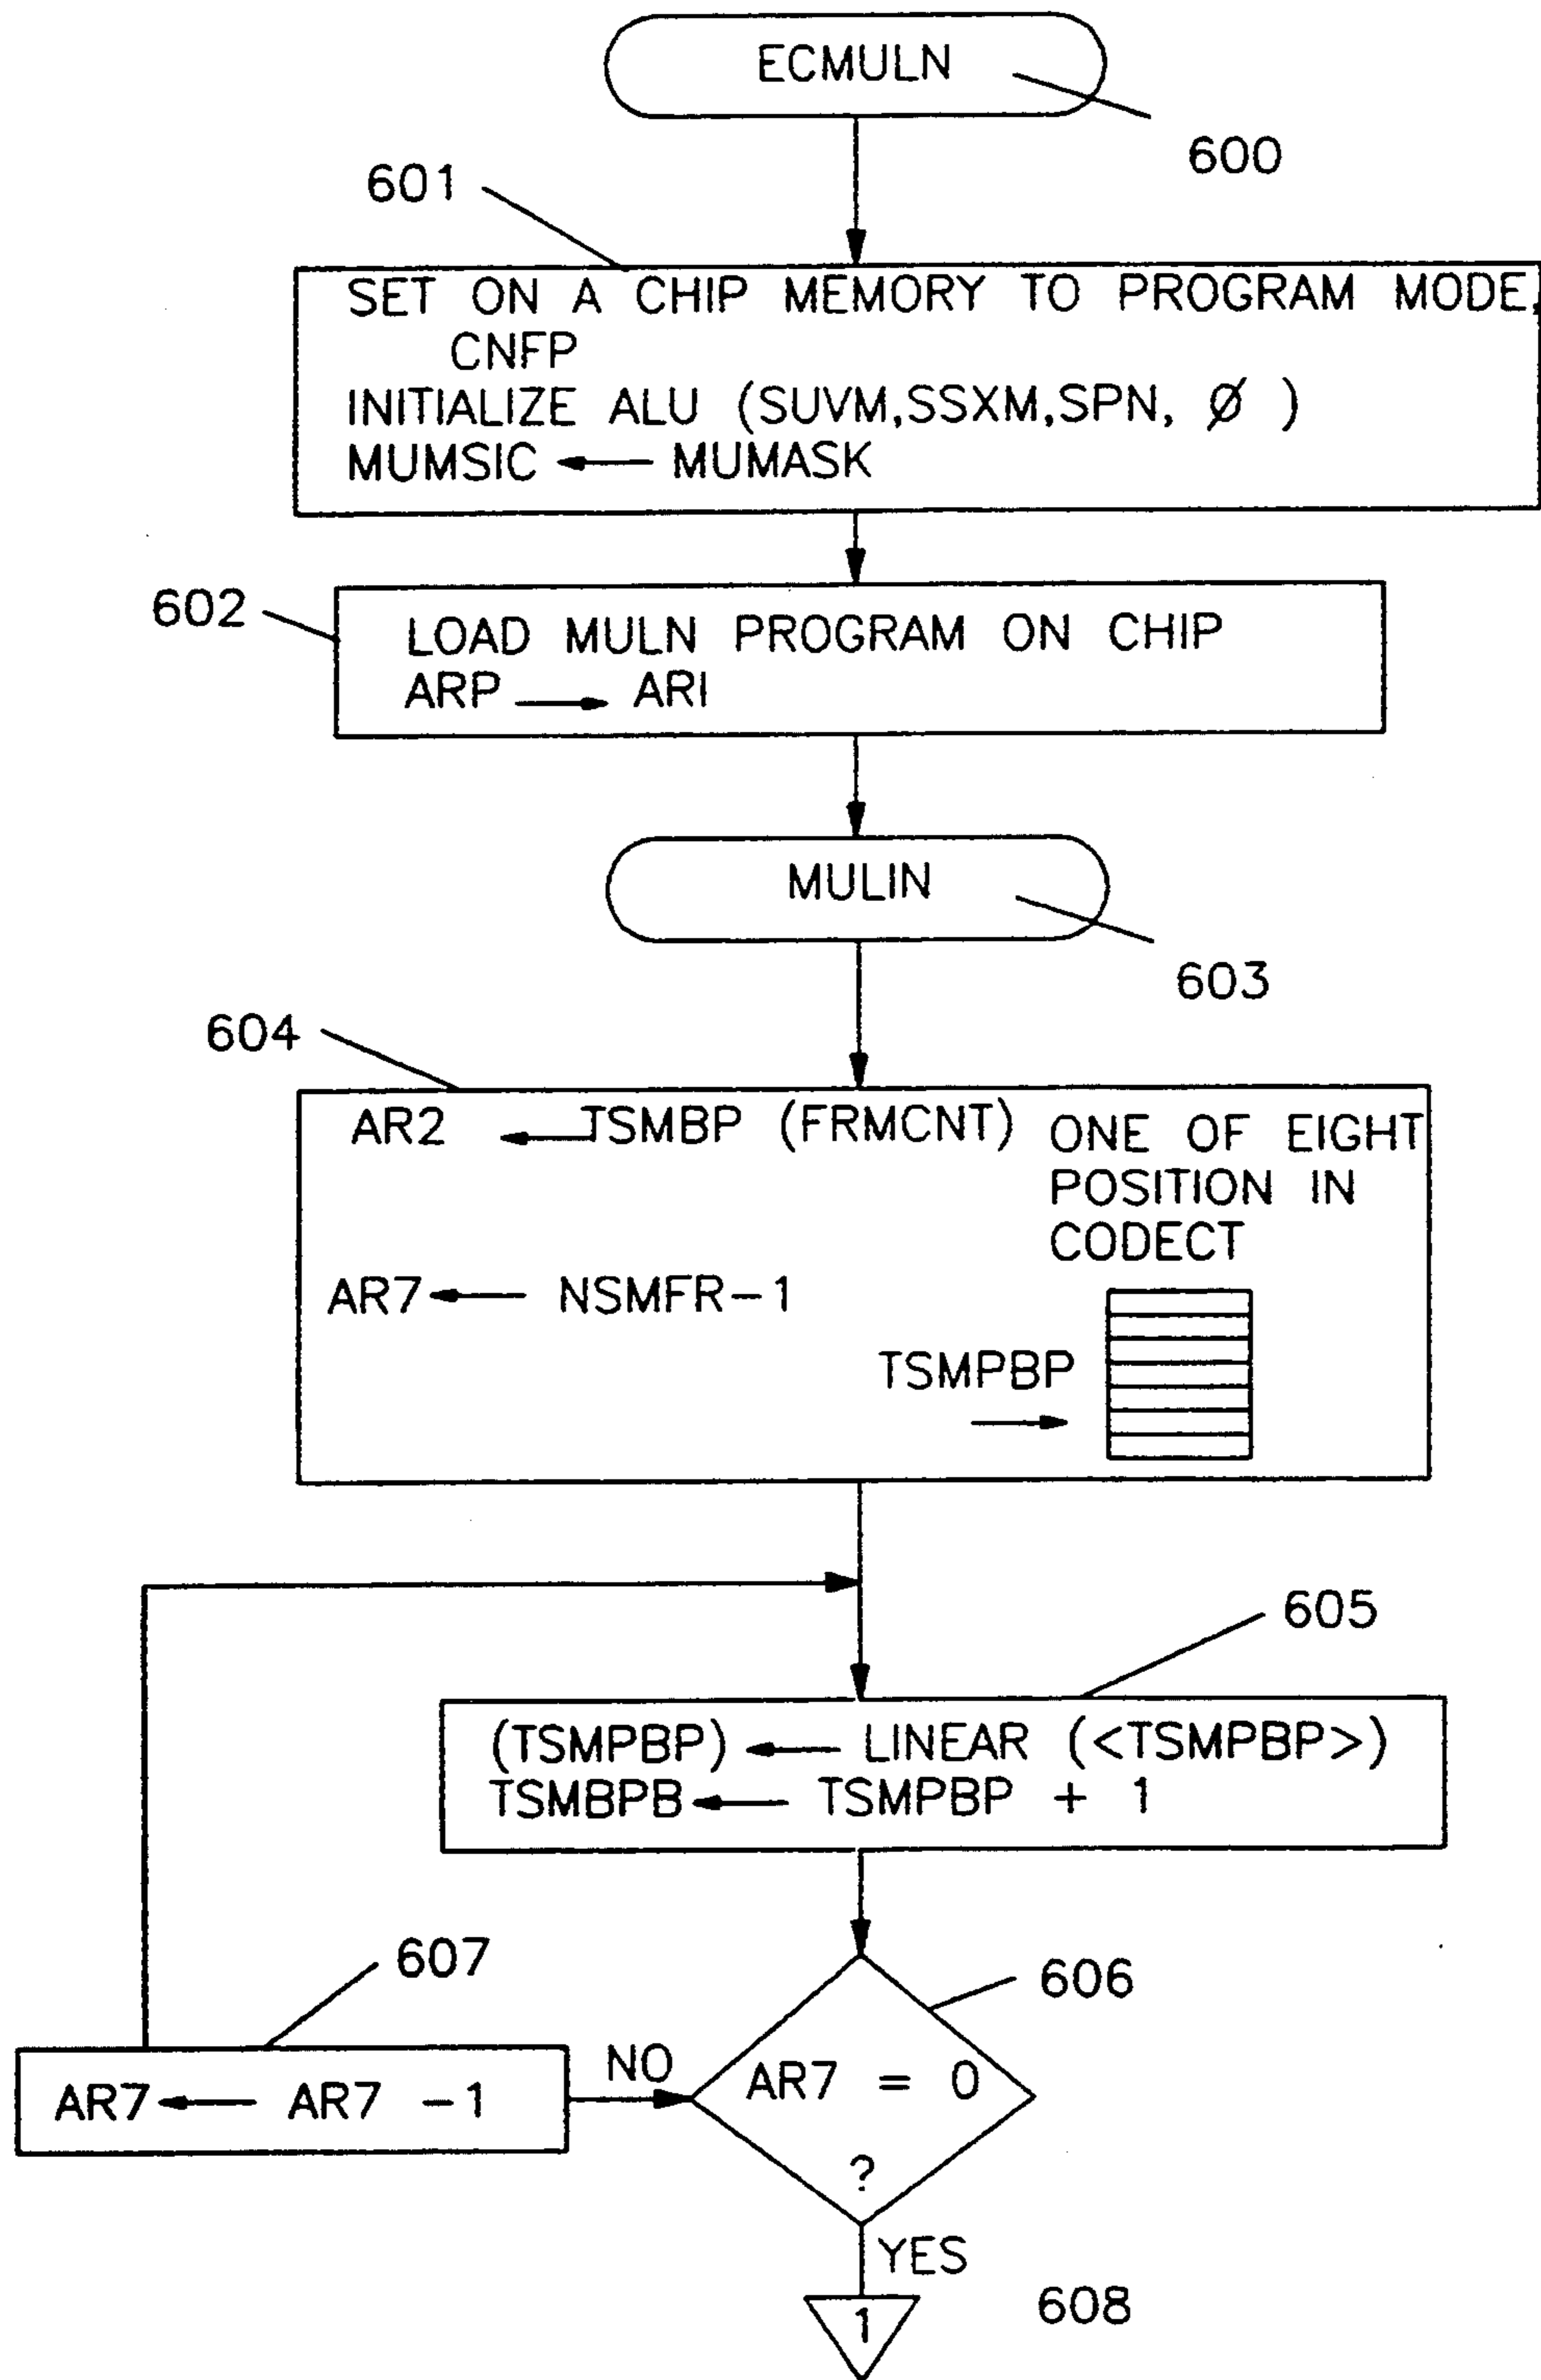 ECMULN
600
601
SET ON A CHIP MEMORY TO PROGRAM MODE,
CNFP
INITIALIZE ALU (SUVM,SSXM,SPN, Ø )
MUMSIC ← MUMASK
602
LOAD MULN PROGRAM ON CHIP
ARP → ARI
MULIN
603
604
AR2 ← TSMBP (FRMCNT)
ONE OF EIGHT
POSITION IN
CODECT
AR7 ← NSMFR-1
TSMPBP →
605
(TSMPBP) ← LINEAR (<TSMPBP>)
TSMBPB ← TSMPBP + 1
607
606
AR7 ← AR7 -1
NO
AR7 = 0
?
YES
608
1